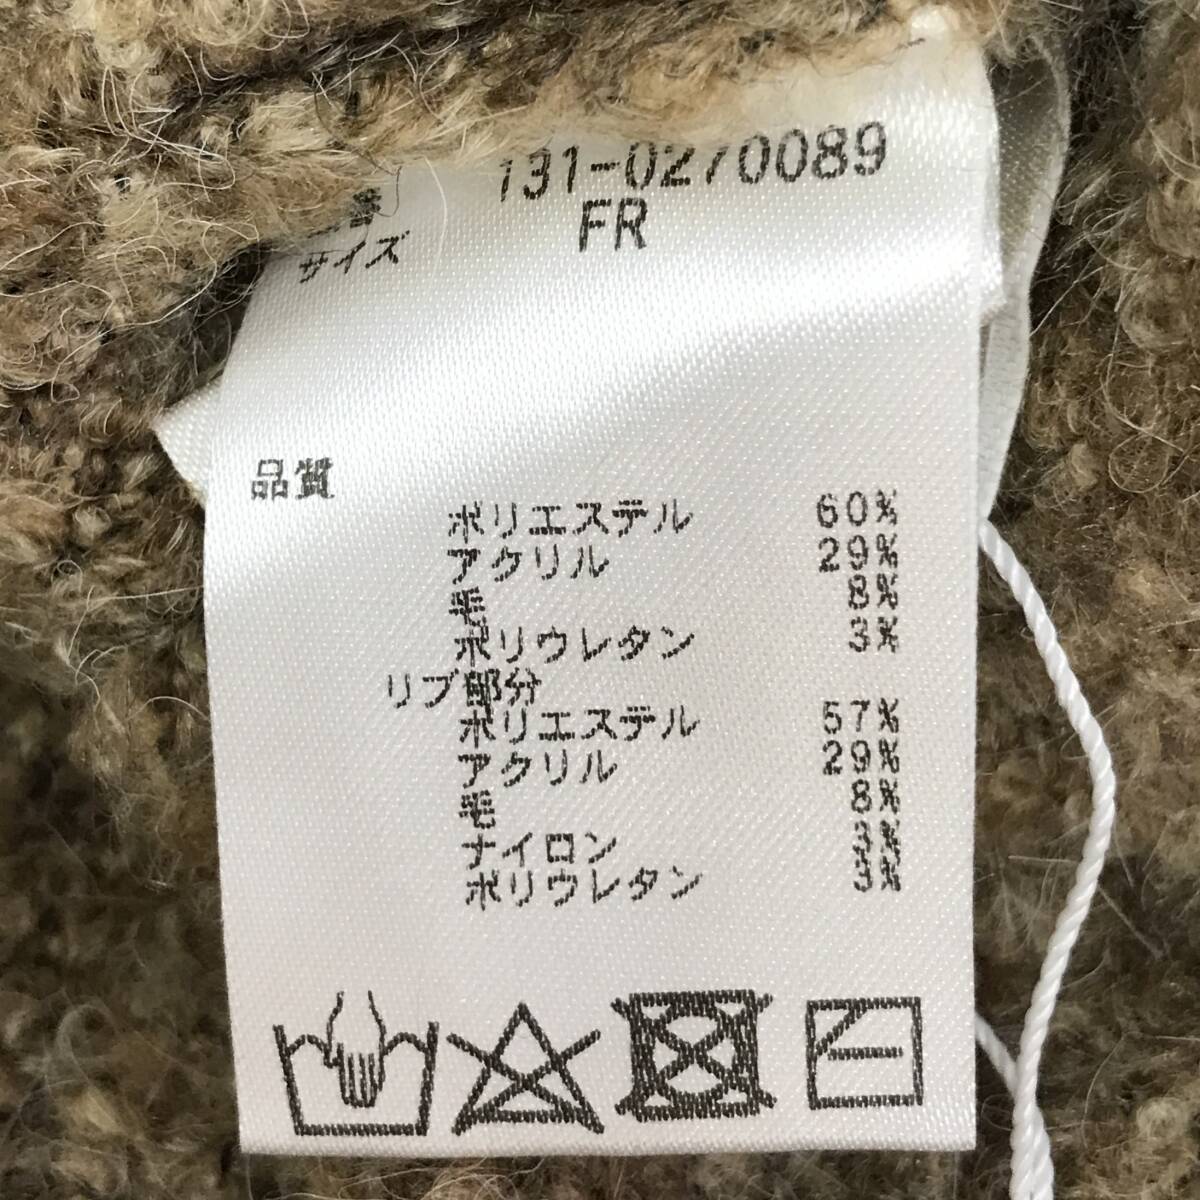 131-0270089
サイズ FR
品質
ポリエステル 60%
アクリル 29%
毛 8%
ポリウレタン 3%
リブ部分
ポリエステル 57%
アクリル 29%
毛 8%
ナイロン 3%
ポリウレタン 3%